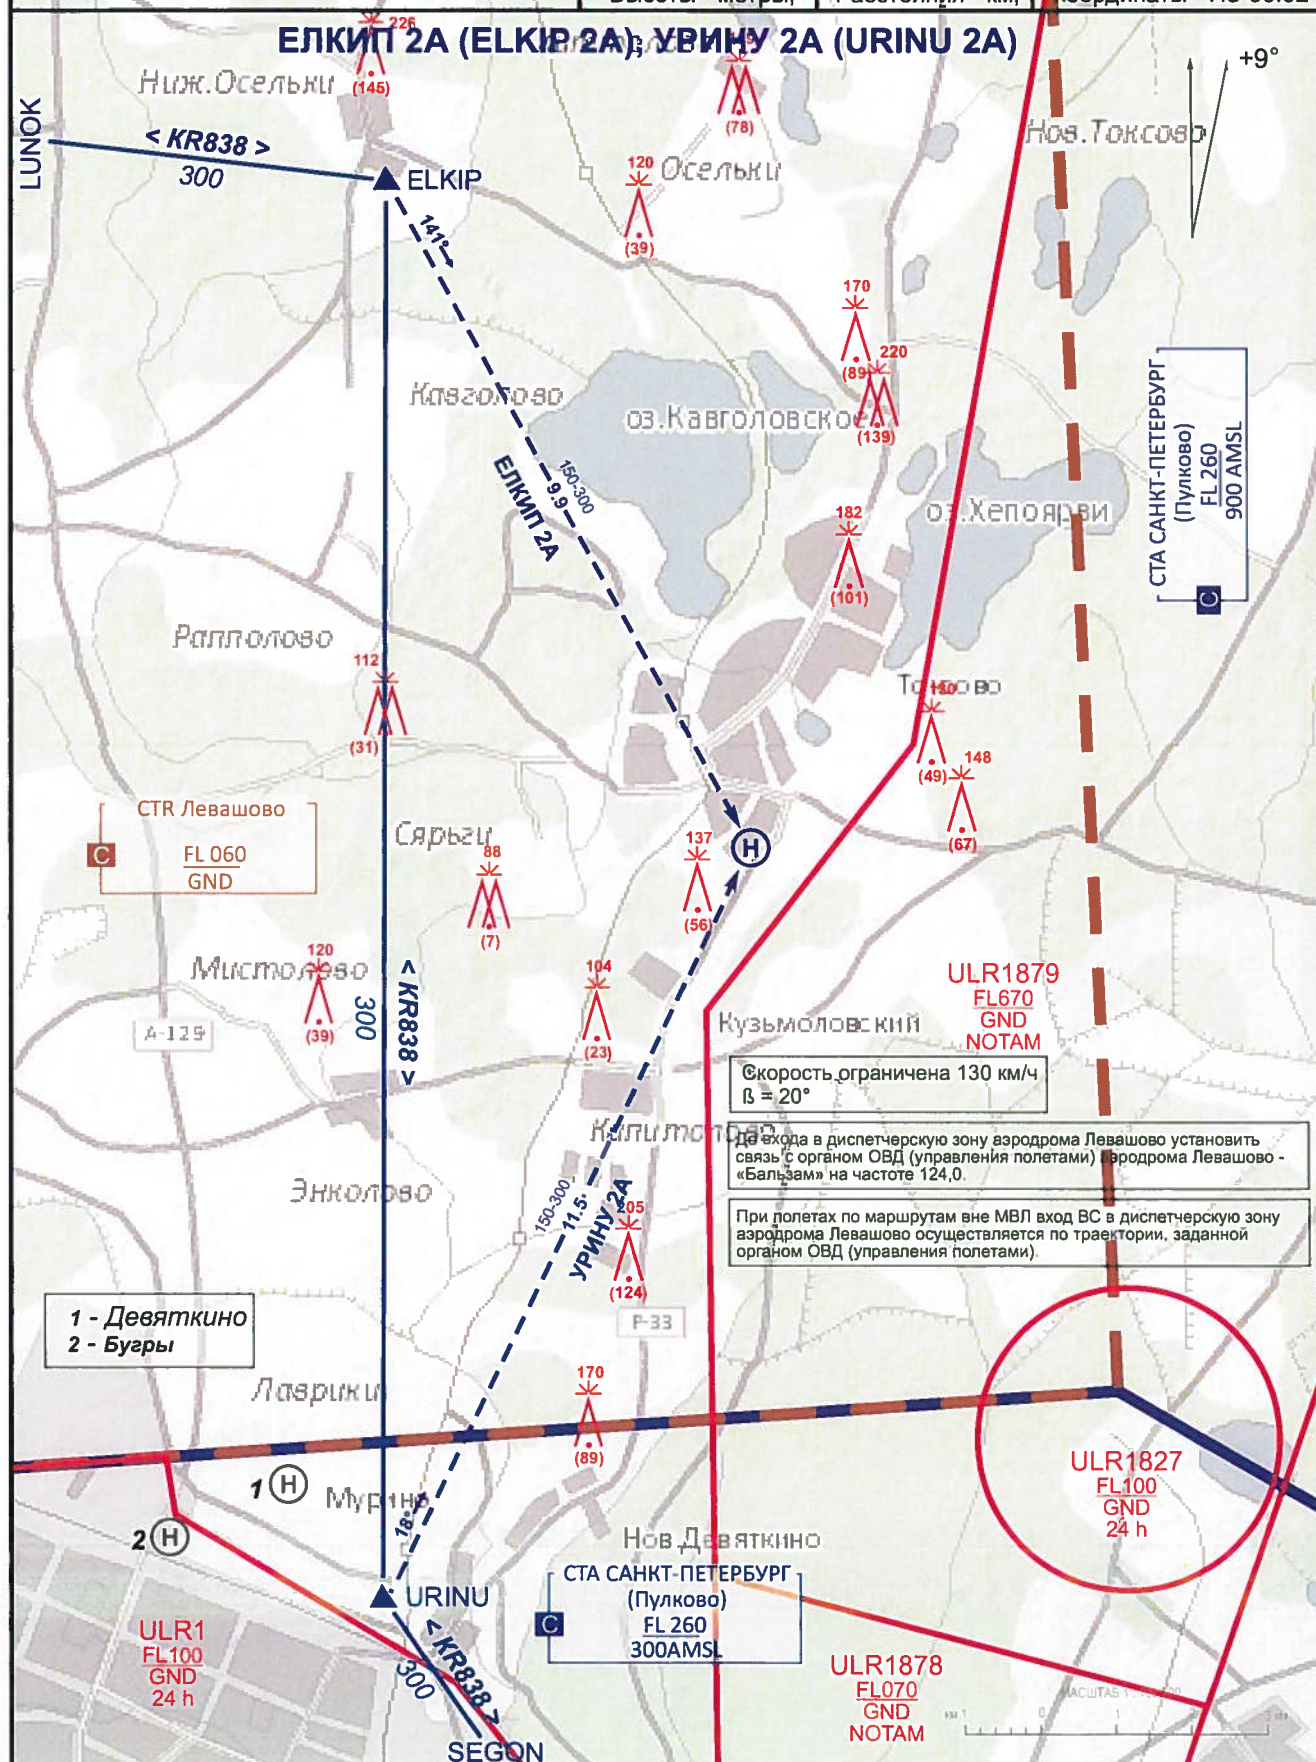 ЕЛКИП 2А (ELKIP 2A); УРИНУ 2А (URINU 2A)
226
(145)
(78)
+9°
Ниж.Осельки
LUNOK
< KR838 >
300
ELKIP
Нов.Токсово
120
Осельки
(39)
141°
170
(89)
220
(139)
Кавголово
оз.Кавголовское
СТА САНКТ-ПЕТЕРБУРГ
(Пулково)
FL 260
900 AMSL
C
150-300
9.9
ЕЛКИП 2А
оз.Хепоярви
182
(101)
Рапполово
112
(31)
Токсово
(49)
148
(67)
CTR Левашово
FL 060
GND
C
Сярьги
88
(7)
137
(56)
H
Мистолово
120
(39)
104
(23)
< KR838 >
300
А-129
ULR1879
FL670
GND
NOTAM
Кузьмоловский
Скорость ограничена 130 км/ч
ß = 20°
Капитолово
До входа в диспетчерскую зону аэродрома Левашово установить
связь с органом ОВД (управления полетами) аэродрома Левашово -
«Бальзам» на частоте 124,0.
Энколово
150-300
11.5
УРИНУ 2А
205
(124)
При полетах по маршрутам вне МВЛ вход ВС в диспетчерскую зону
аэродрома Левашово осуществляется по траектории, заданной
органом ОВД (управления полетами).
1 - Девяткино
2 - Бугры
Р-33
Лаврики
170
(89)
1 H
Мурино
18°
2 H
Нов.Девяткино
ULR1827
FL100
GND
24 h
URINU
СТА САНКТ-ПЕТЕРБУРГ
(Пулково)
FL 260
300AMSL
C
ULR1
FL100
GND
24 h
< KR838 >
300
SEGON
ULR1878
FL070
GND
NOTAM